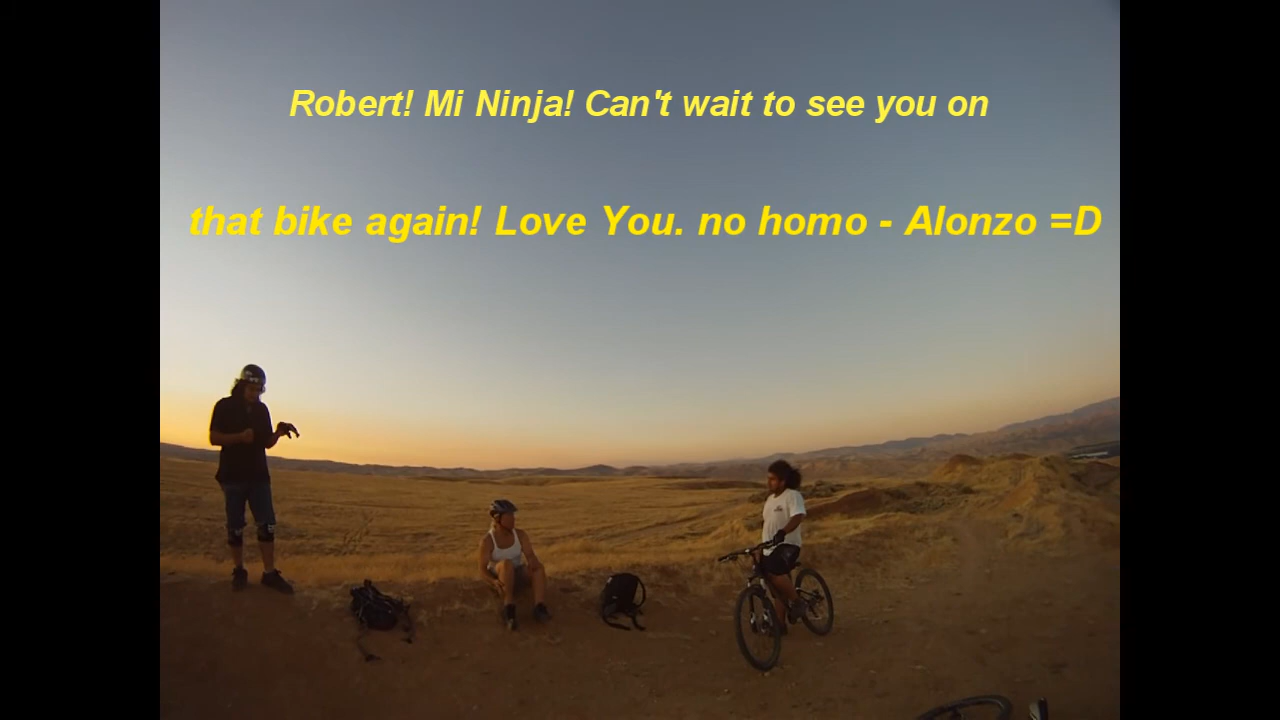 Robert! Mi Ninja! Can't wait to see you on
that bike again! Love You. no homo - Alonzo =D